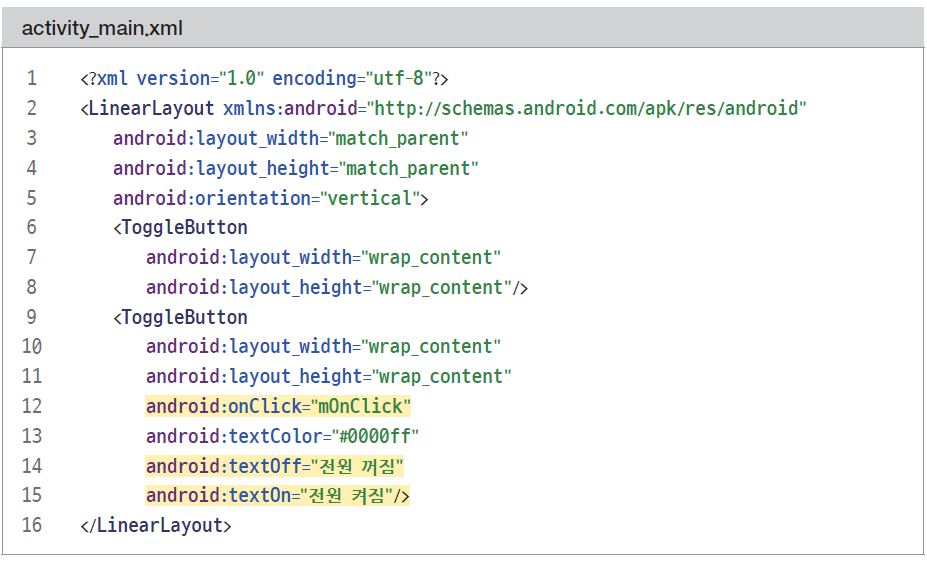 activity_main.xml
1 <?xml version="1.0" encoding="utf-8"?>
2 <LinearLayout xmlns:android="http://schemas.android.com/apk/res/android"
3 android:layout_width="match_parent"
4 android:layout_height="match_parent"
5 android:orientation="vertical">
6 <ToggleButton
7 android:layout_width="wrap_content"
8 android:layout_height="wrap_content"/>
9 <ToggleButton
10 android:layout_width="wrap_content"
11 android:layout_height="wrap_content"
12 android:onClick="mOnClick"
13 android:textColor="#0000ff"
14 android:textOff="전원 꺼짐"
15 android:textOn="전원 켜짐"/>
16 </LinearLayout>